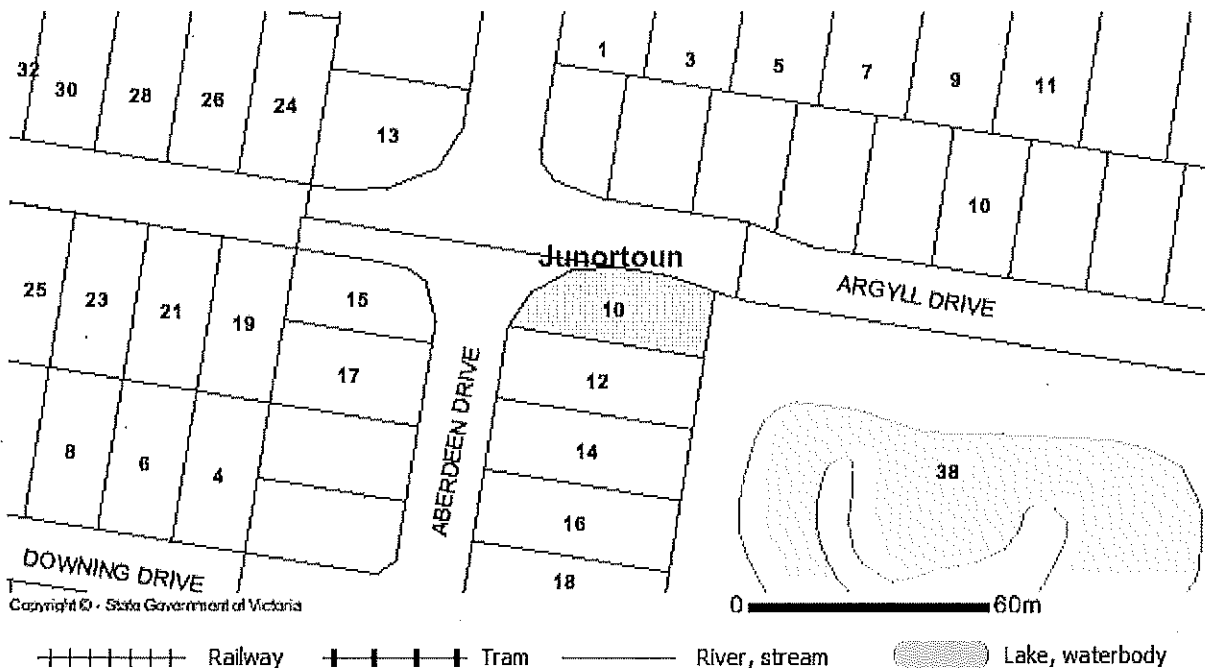 1 3 5 7 9 11
32 30 28 26 24
13
10
Junortoun
25 23 21 19
15
10
ARGYLL DRIVE
17
12
ABERDEEN DRIVE
8 6 4
14
38
16
18
DOWNING DRIVE
Copyright © - State Government of Victoria
0 60m
Railway Tram River, stream Lake, waterbody